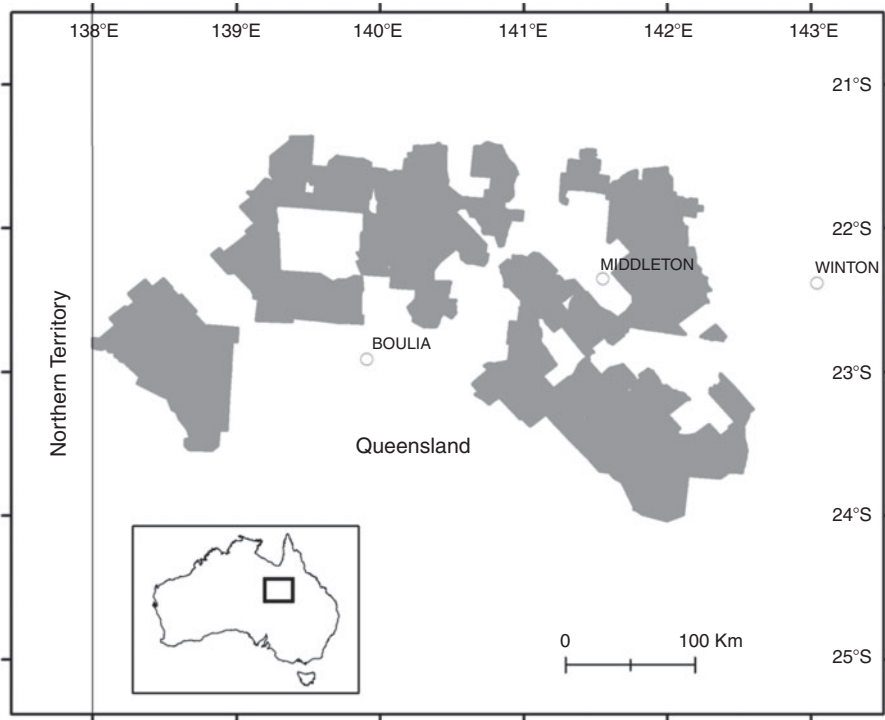 138°E 139°E 140°E 141°E 142°E 143°E
21°S
22°S
MIDDLETON
WINTON
Northern Territory
BOULIA
23°S
Queensland
24°S
0 100 Km
25°S